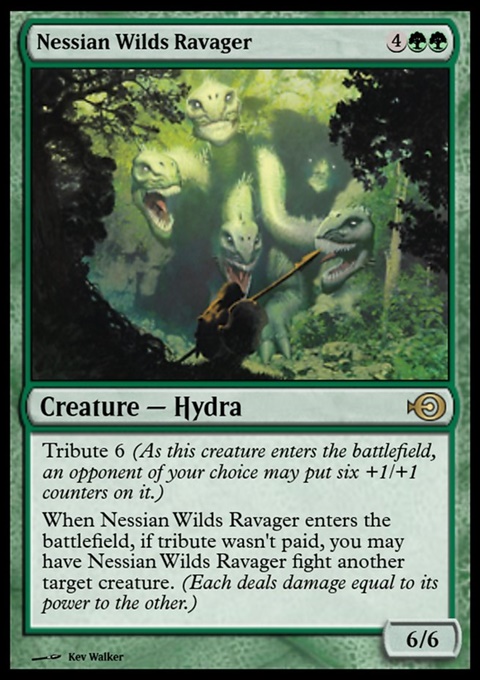 Nessian Wilds Ravager 4
Creature — Hydra
Tribute 6 (As this creature enters the battlefield,
an opponent of your choice may put six +1/+1
counters on it.)
When Nessian Wilds Ravager enters the
battlefield, if tribute wasn't paid, you may
have Nessian Wilds Ravager fight another
target creature. (Each deals damage equal to its
power to the other.)
6/6
Kev Walker